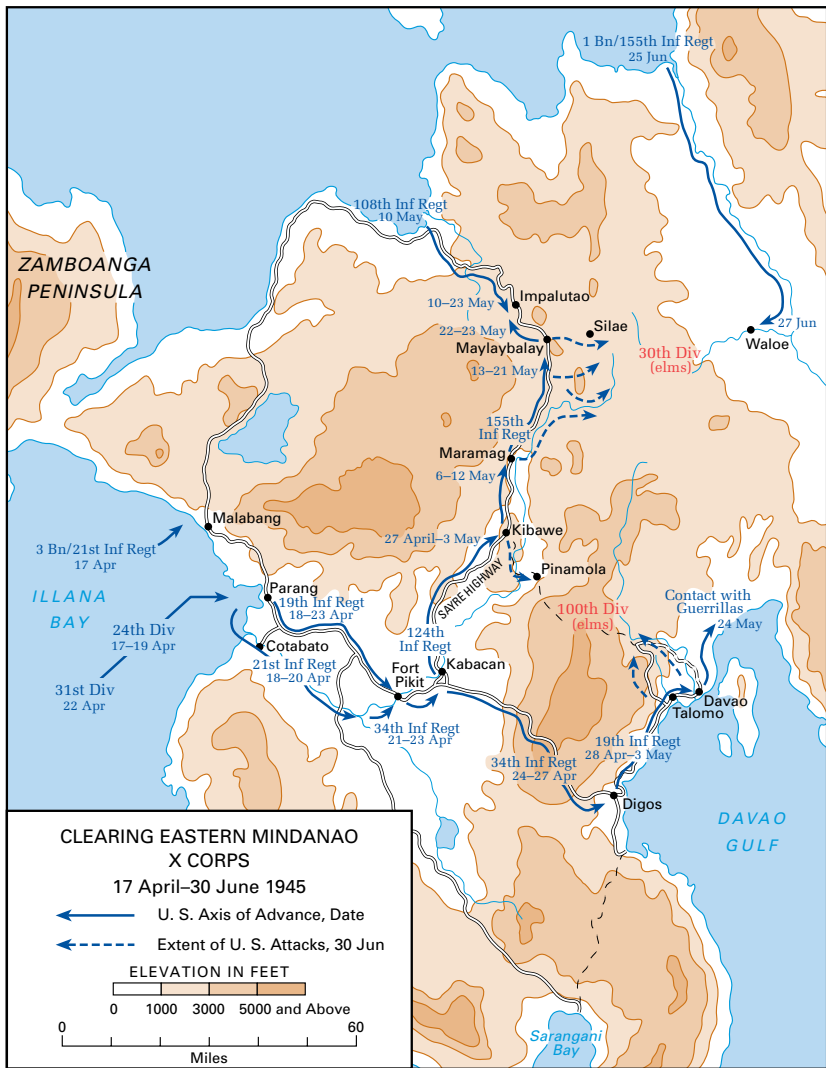 1 Bn/155th Inf Regt
25 Jun
108th Inf Regt
10 May
ZAMBOANGA
PENINSULA
10–23 May
Impalutao
22–23 May
Silae
27 Jun
Waloe
Maylaybalay
30th Div
(elms)
13–21 May
155th
Inf Regt
Maramag
6–12 May
Malabang
27 April–3 May
Kibawe
3 Bn/21st Inf Regt
17 Apr
SAYRE HIGHWAY
Pinamola
Parang
ILLANA
BAY
19th Inf Regt
18–23 Apr
100th Div
(elms)
Contact with
Guerrillas
24 May
24th Div
17–19 Apr
124th
Inf Regt
Cotabato
21st Inf Regt
18–20 Apr
Fort
Pikit
Kabacan
31st Div
22 Apr
Davao
Talomo
34th Inf Regt
21–23 Apr
19th Inf Regt
28 Apr–3 May
34th Inf Regt
24–27 Apr
Digos
DAVAO
GULF
CLEARING EASTERN MINDANAO
X CORPS
17 April–30 June 1945
U. S. Axis of Advance, Date
Extent of U. S. Attacks, 30 Jun
ELEVATION IN FEET
0 1000 3000 5000 and Above
0 60
Miles
Sarangani
Bay